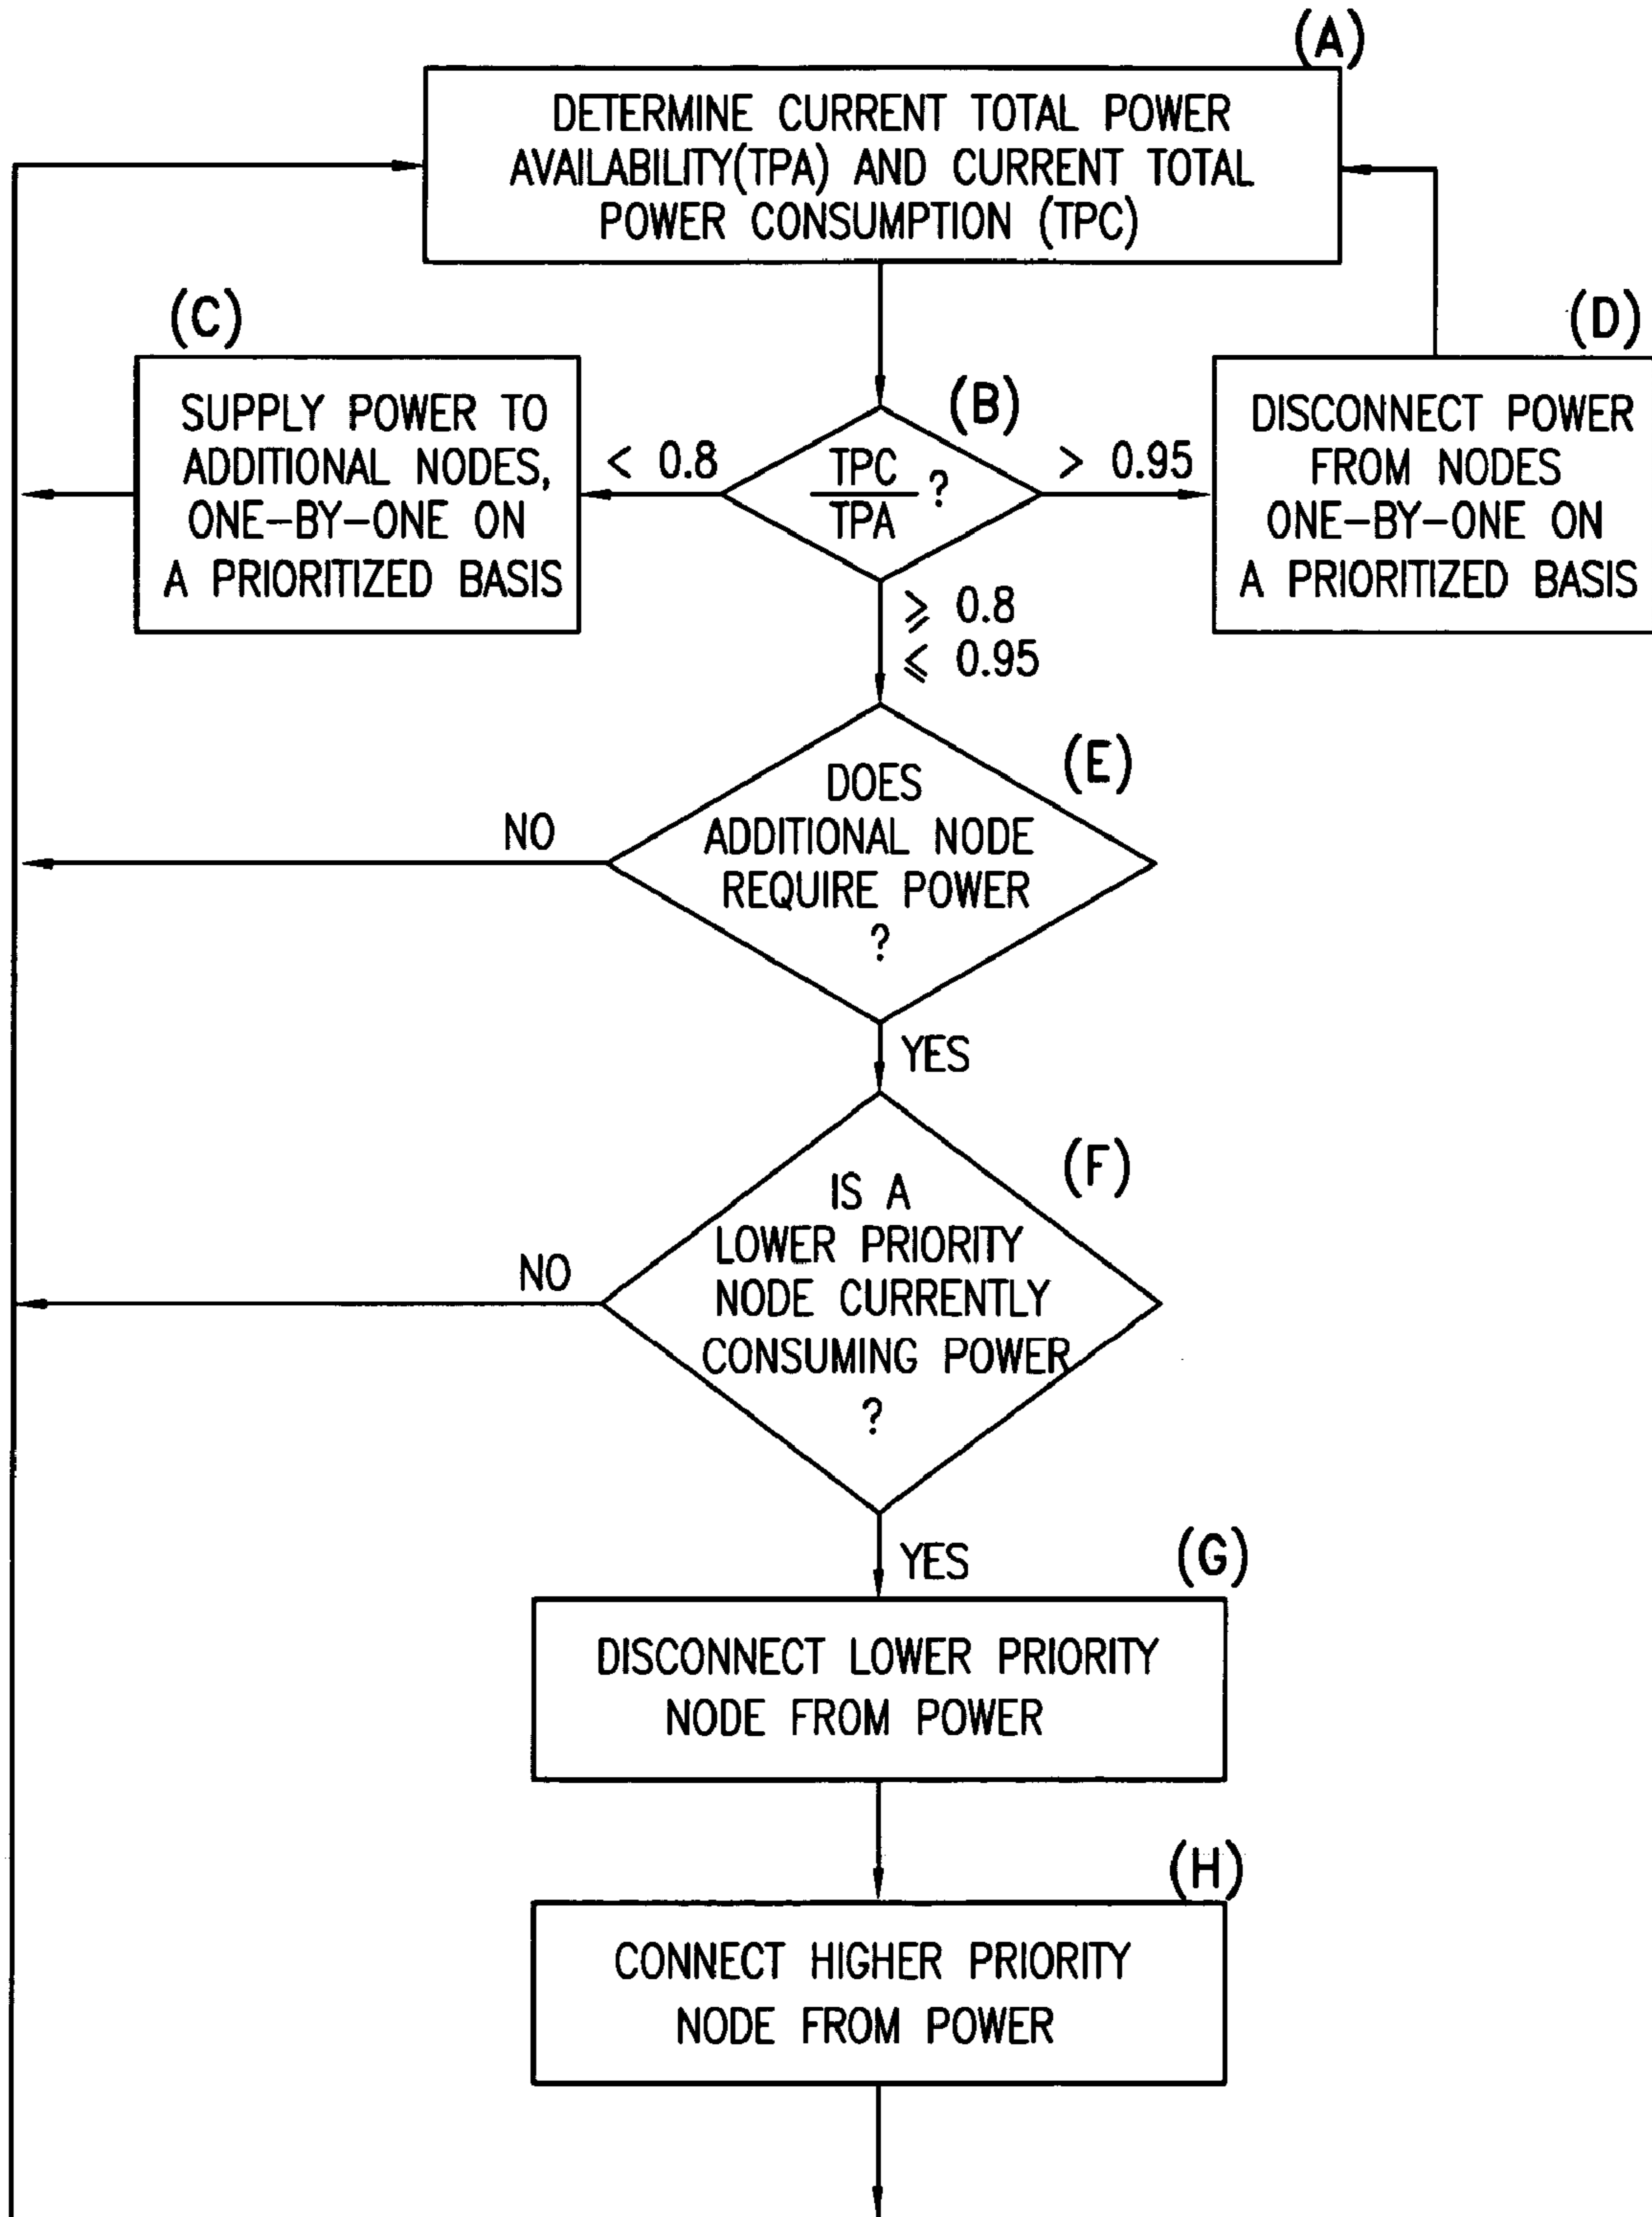 (A)
DETERMINE CURRENT TOTAL POWER
AVAILABILITY(TPA) AND CURRENT TOTAL
POWER CONSUMPTION (TPC)
(C)
SUPPLY POWER TO
ADDITIONAL NODES,
ONE-BY-ONE ON
A PRIORITIZED BASIS
< 0.8
(B)
TPC
TPA
?
> 0.95
(D)
DISCONNECT POWER
FROM NODES
ONE-BY-ONE ON
A PRIORITIZED BASIS
⩾ 0.8
⩽ 0.95
(E)
DOES
ADDITIONAL NODE
REQUIRE POWER
?
NO
YES
(F)
IS A
LOWER PRIORITY
NODE CURRENTLY
CONSUMING POWER
?
NO
YES
(G)
DISCONNECT LOWER PRIORITY
NODE FROM POWER
(H)
CONNECT HIGHER PRIORITY
NODE FROM POWER